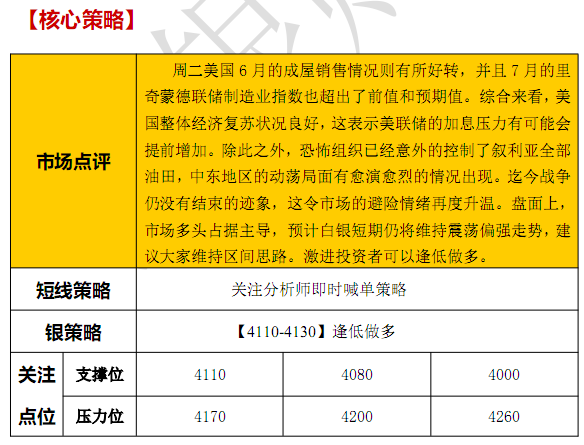 【核心策略】
周二美国 6 月的成屋销售情况则有所好转，并且 7 月的里
奇蒙德联储制造业指数也超出了前值和预期值。综合来看，美
国整体经济复苏状况良好，这表示美联储的加息压力有可能会
提前增加。除此之外，恐怖组织已经意外的控制了叙利亚全部
油田，中东地区的动荡局面有愈演愈烈的情况出现。迄今战争
仍没有结束的迹象，这令市场的避险情绪再度升温。盘面上，
市场多头占据主导，预计白银短期仍将维持震荡偏强走势，建
议大家维持区间思路。激进投资者可以逢低做多。
市场点评
短线策略 关注分析师即时喊单策略
银策略 【4110-4130】逢低做多
关注 支撑位 4110 4080 4000
点位 压力位 4170 4200 4260